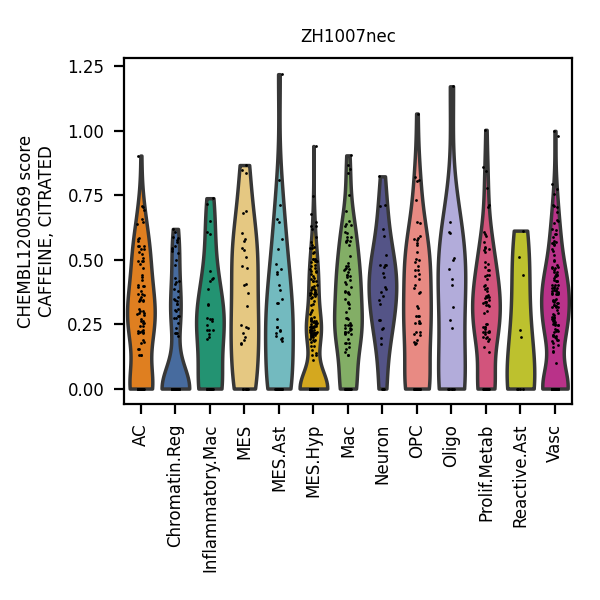 ZH1007nec
CHEMBL1200569 score
CAFFEINE, CITRATED
1.25
1.00
0.75
0.50
0.25
0.00
AC
Chromatin.Reg
Inflammatory.Mac
MES
MES.Ast
MES.Hyp
Mac
Neuron
OPC
Oligo
Prolif.Metab
Reactive.Ast
Vasc